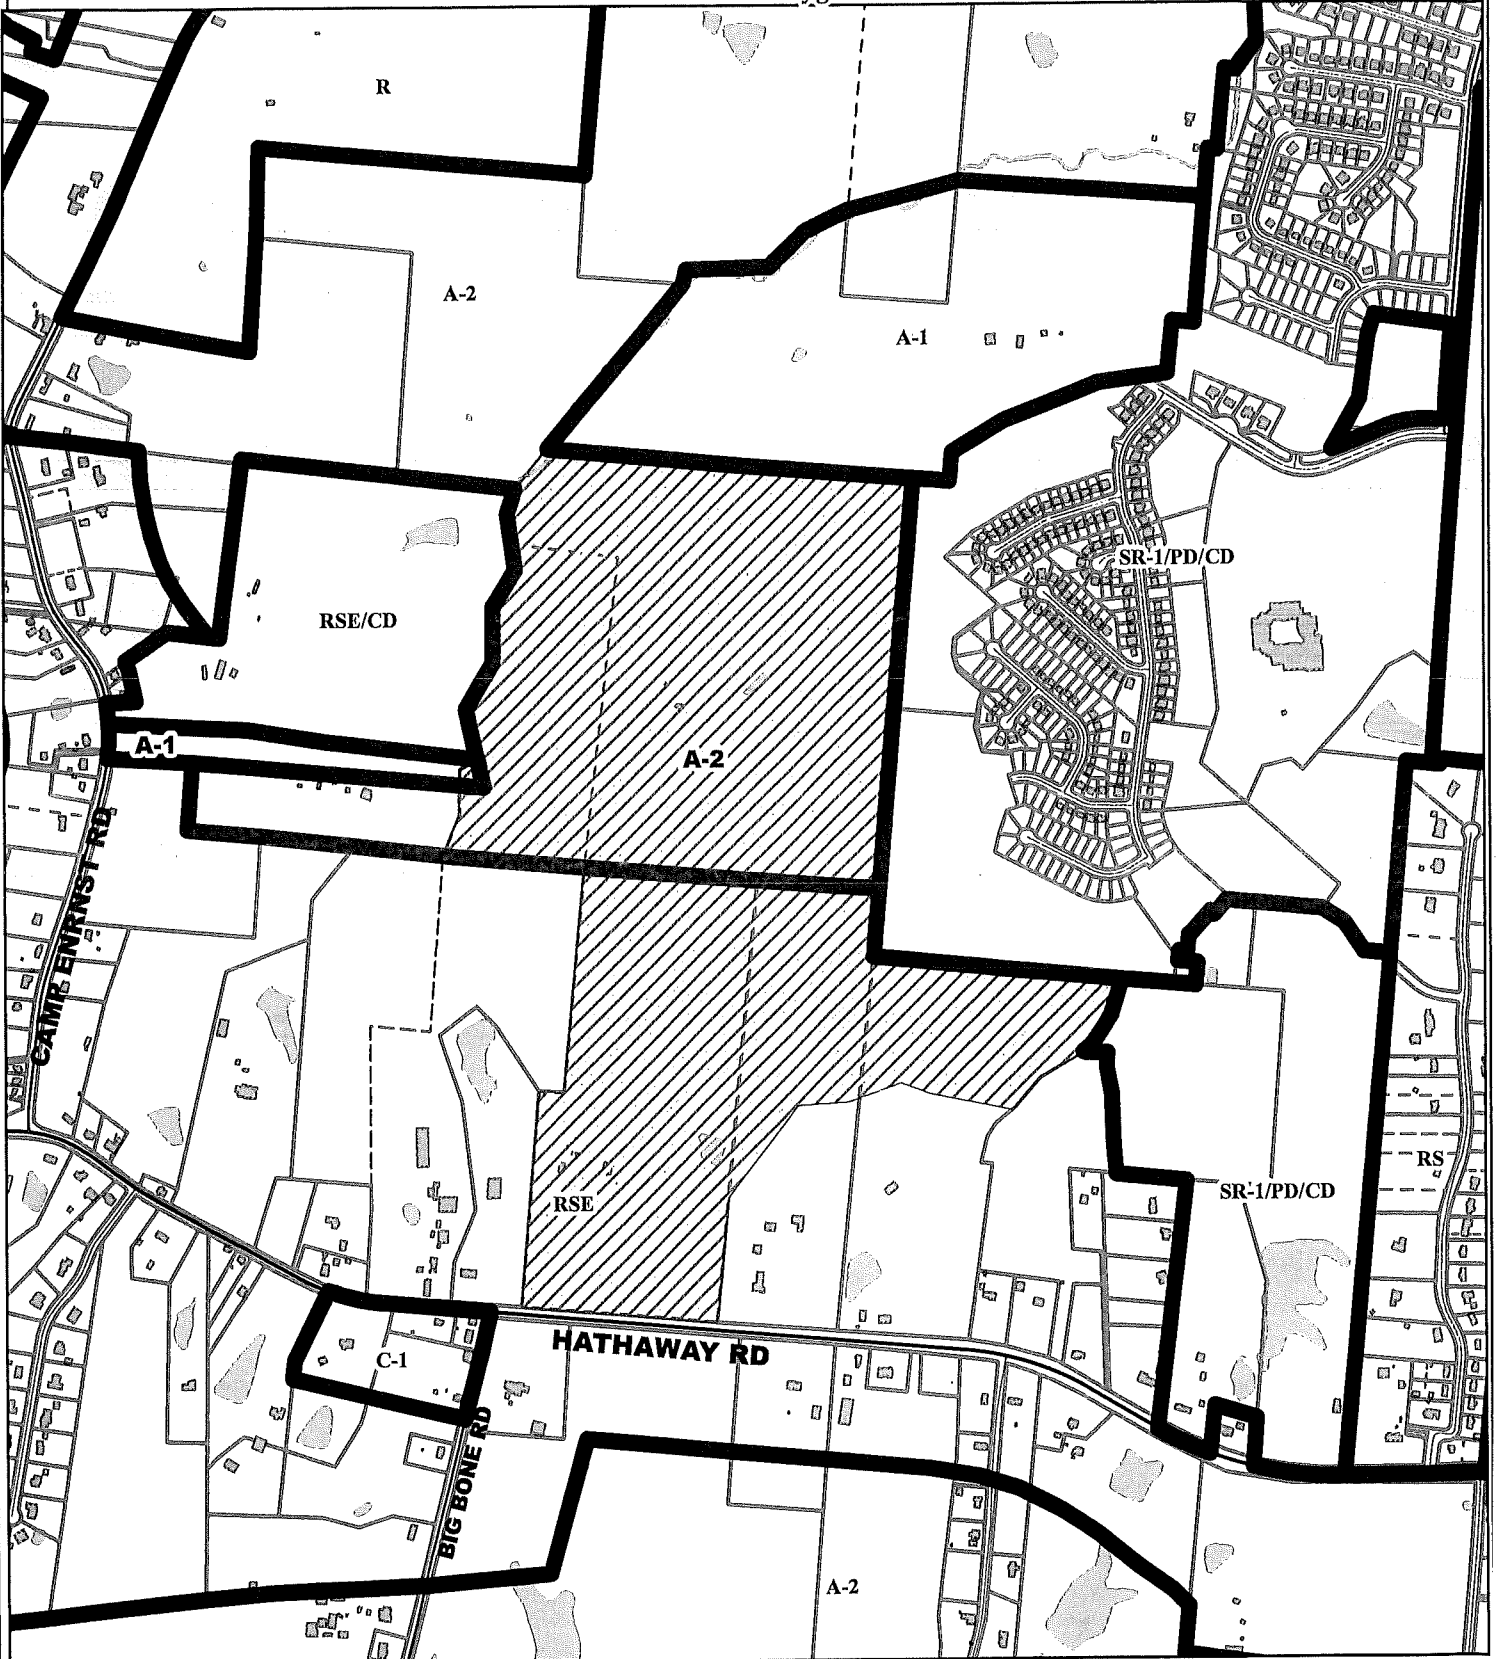 R
A-2
A-1
SR-1/PD/CD
RSE/CD
A-1
A-2
CAMP ENRNST RD
RS
SR-1/PD/CD
RSE
HATHAWAY RD
C-1
BIG BONE RD
A-2